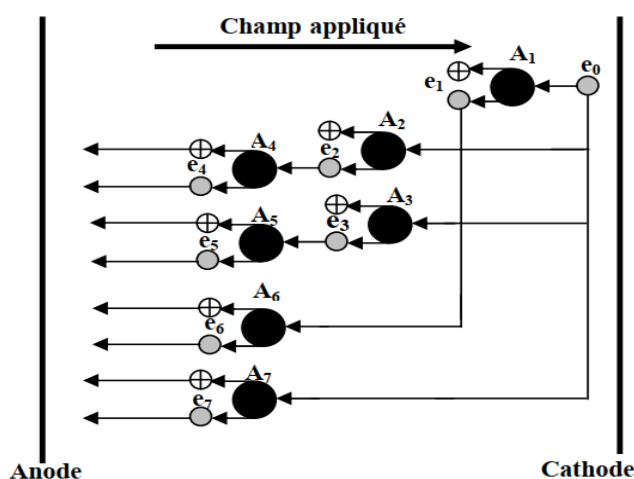 Champ appliqué
A₁
e₀
e₁
A₂
A₄
e₂
e₄
A₃
A₅
e₃
e₅
A₆
e₆
A₇
e₇
Anode
Cathode